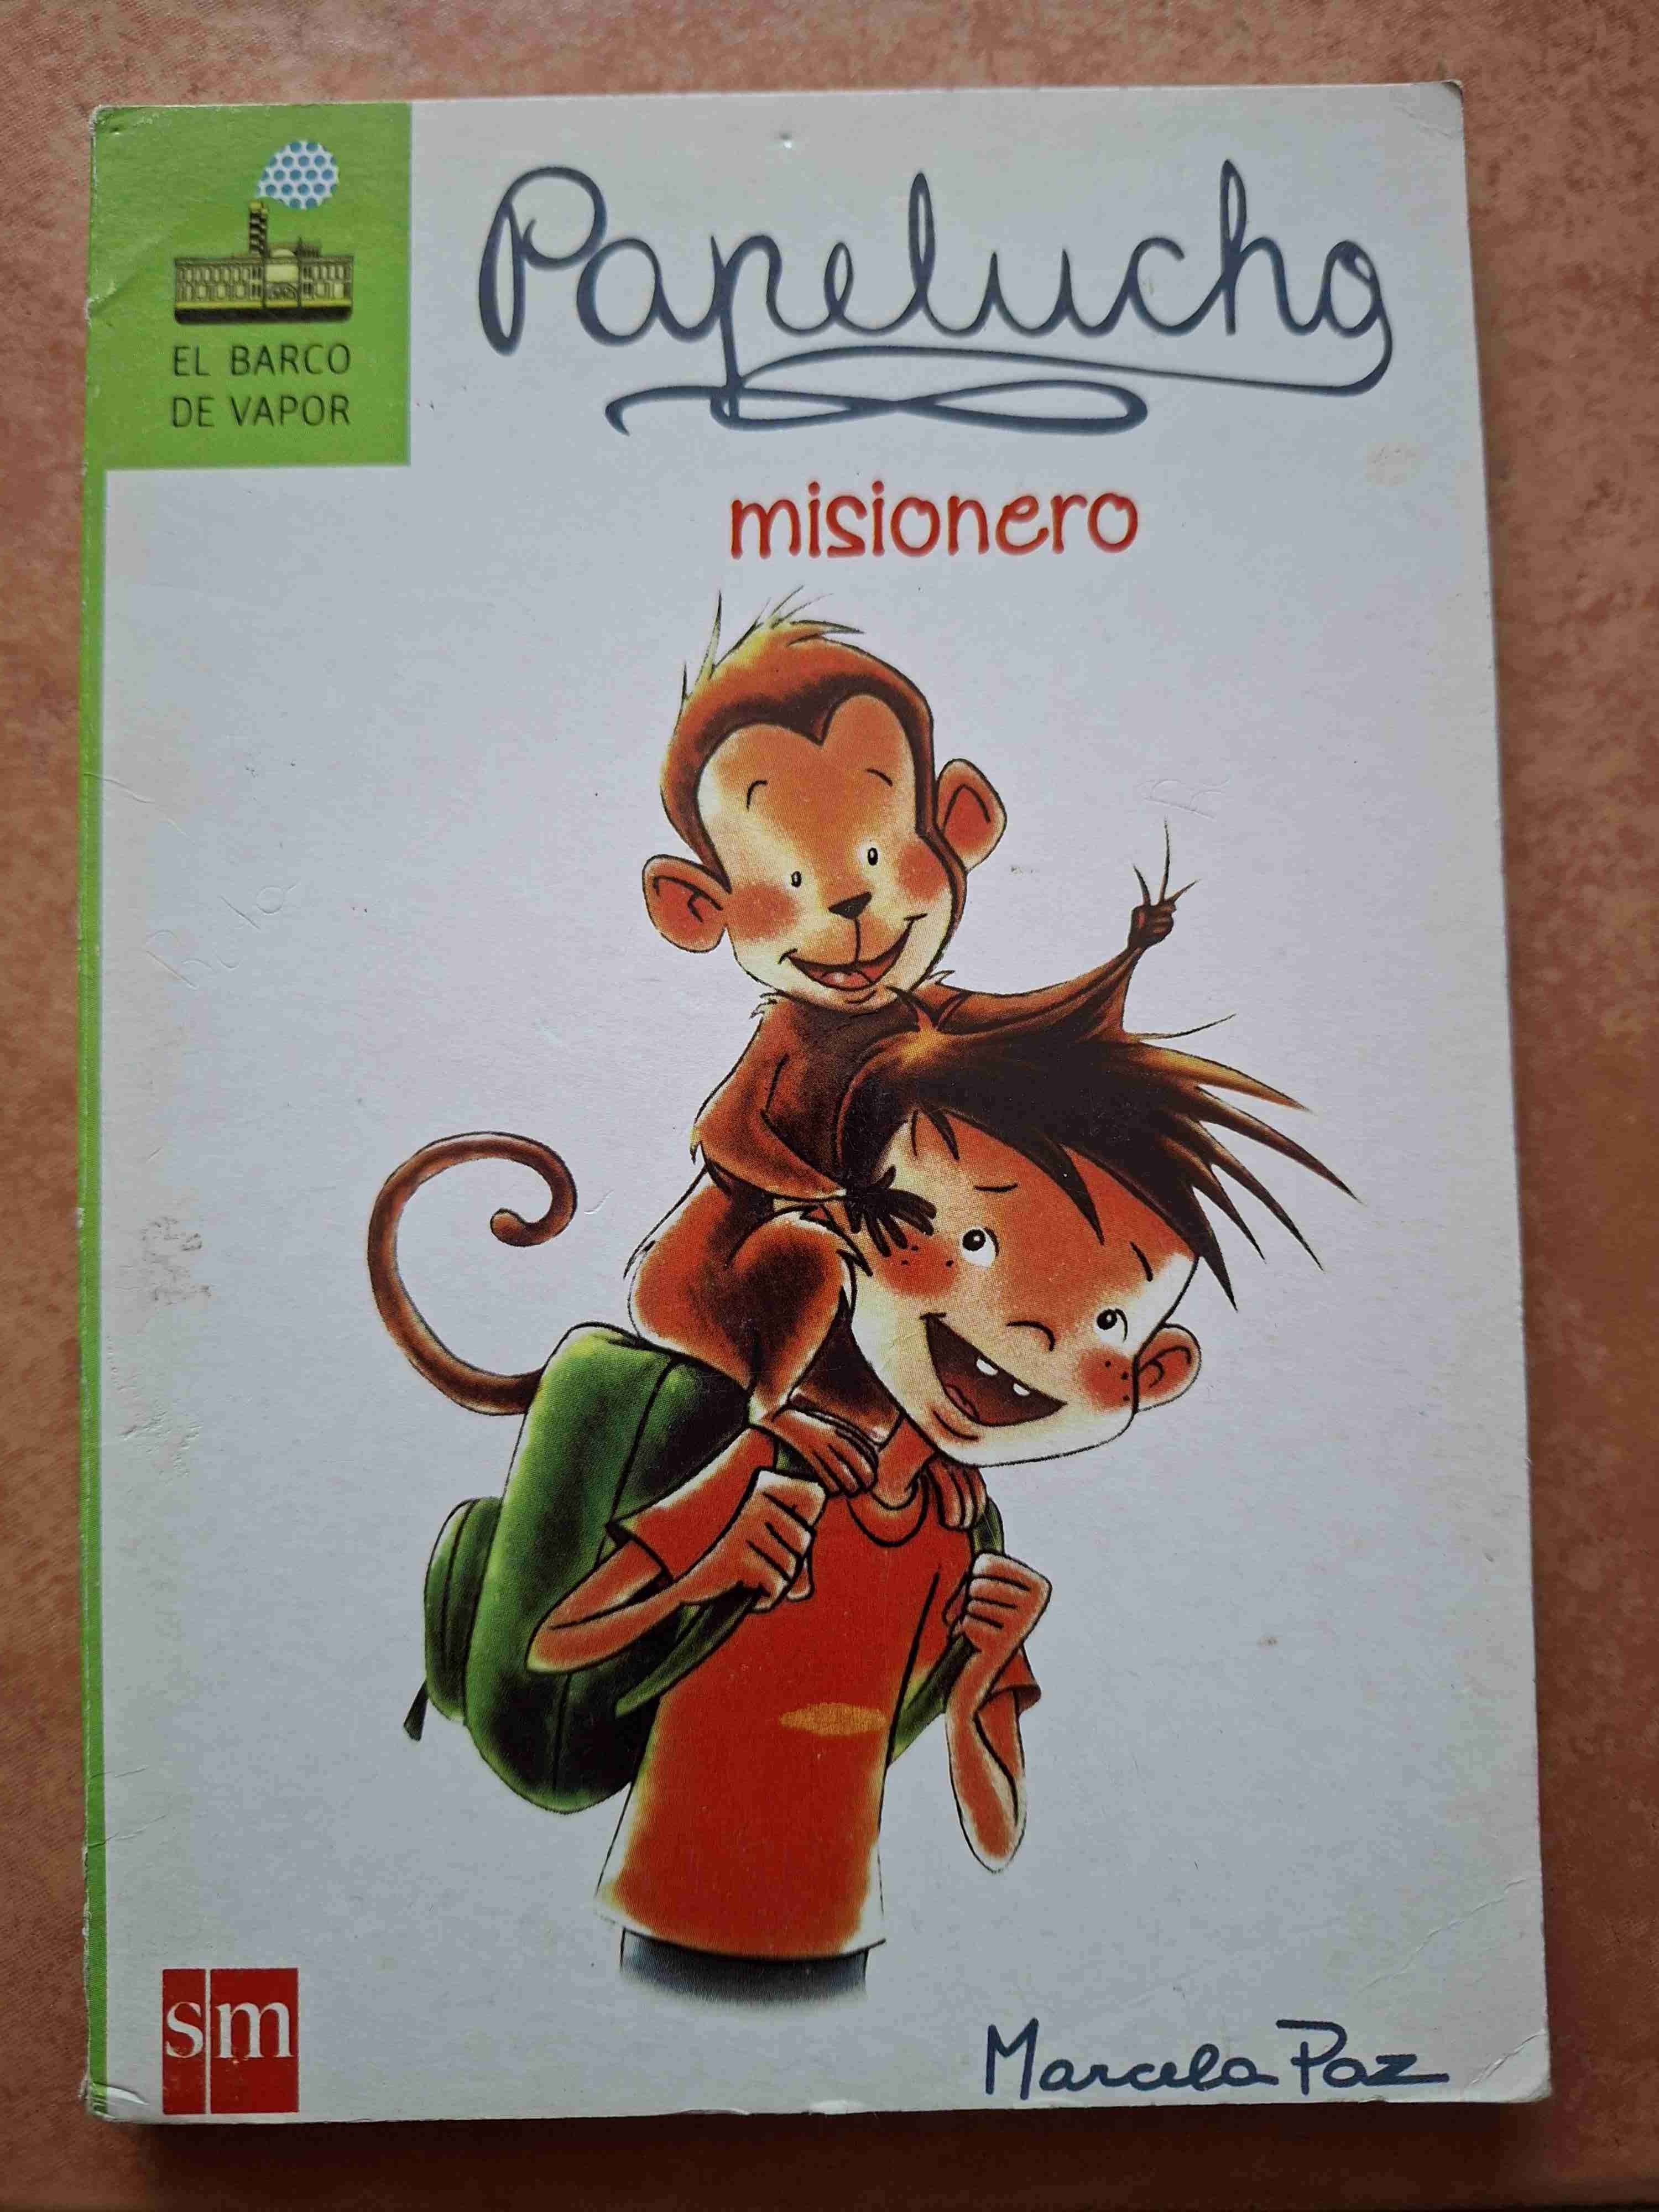 EL BARCO
DE VAPOR
Papelucho
misionero
sm
Marcela Paz